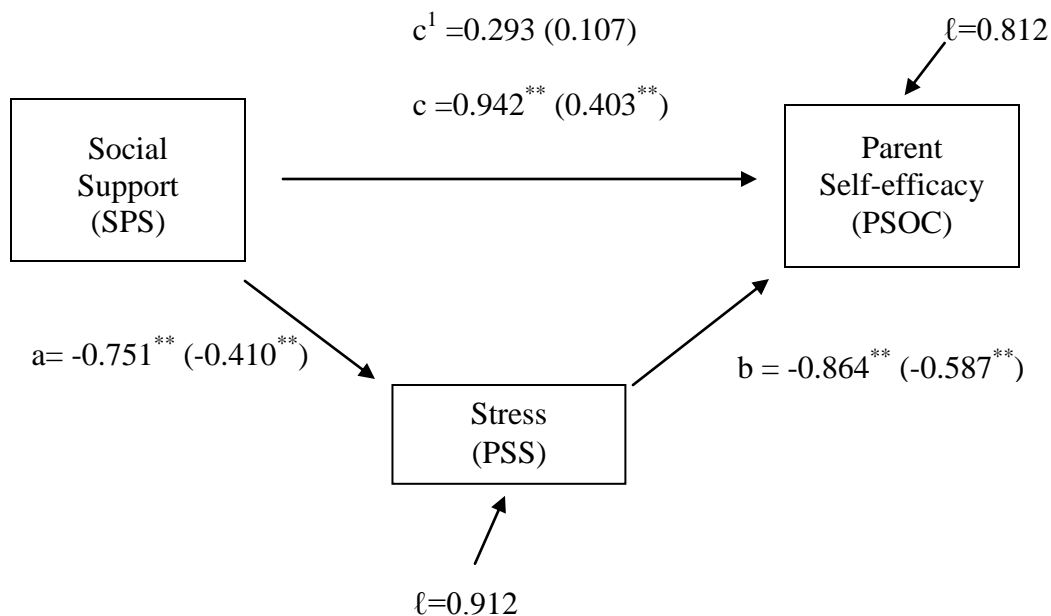 c¹ =0.293 (0.107)
ℓ=0.812
c =0.942** (0.403**)
Social
Support
(SPS)
Parent
Self-efficacy
(PSOC)
a= -0.751** (-0.410**)
b = -0.864** (-0.587**)
Stress
(PSS)
ℓ=0.912